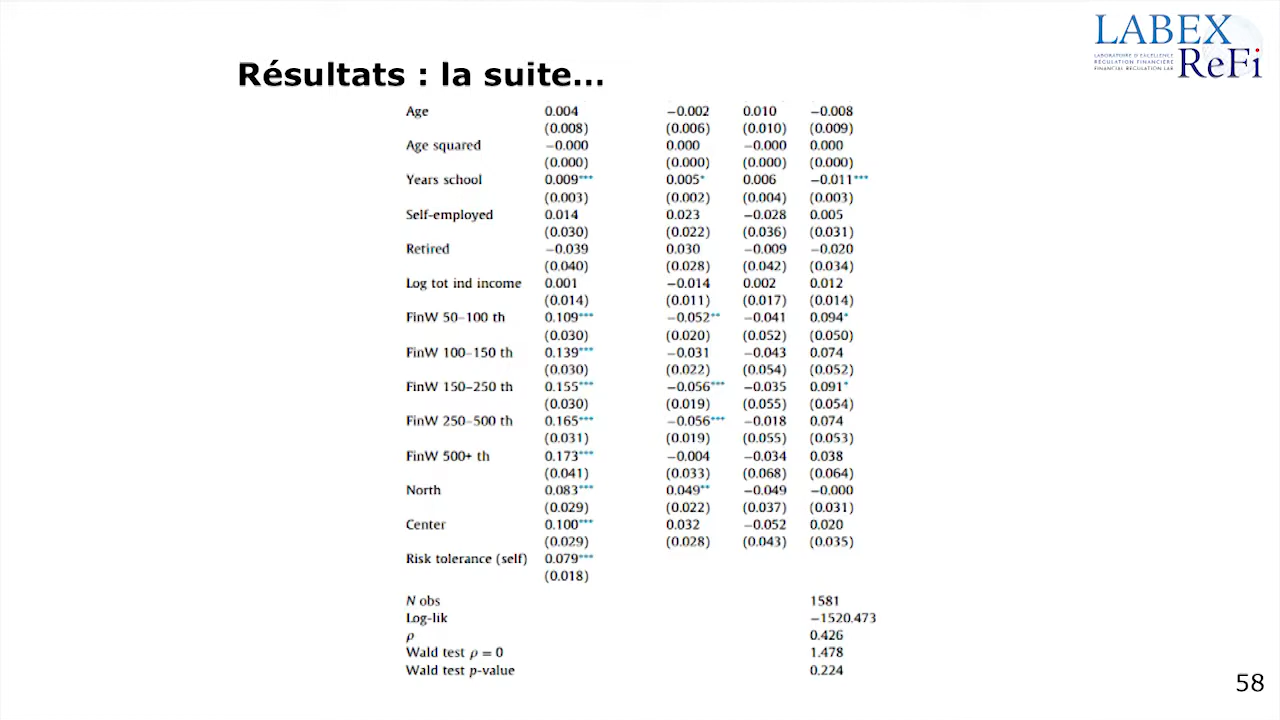 LABEX
LABORATOIRE D'EXCELLENCE
RÉGULATION FINANCIÈRE
FINANCIAL REGULATION LAB
ReFi
Résultats : la suite...
Age 0.004 −0.002 0.010 −0.008
(0.008) (0.006) (0.010) (0.009)
Age squared −0.000 0.000 −0.000 0.000
(0.000) (0.000) (0.000) (0.000)
Years school 0.009*** 0.005* 0.006 −0.011***
(0.003) (0.002) (0.004) (0.003)
Self-employed 0.014 0.023 −0.028 0.005
(0.030) (0.022) (0.036) (0.031)
Retired −0.039 0.030 −0.009 −0.020
(0.040) (0.028) (0.042) (0.034)
Log tot ind income 0.001 −0.014 0.002 0.012
(0.014) (0.011) (0.017) (0.014)
FinW 50–100 th 0.109*** −0.052** −0.041 0.094*
(0.030) (0.020) (0.052) (0.050)
FinW 100–150 th 0.139*** −0.031 −0.043 0.074
(0.030) (0.022) (0.054) (0.052)
FinW 150–250 th 0.155*** −0.056*** −0.035 0.091*
(0.030) (0.019) (0.055) (0.054)
FinW 250–500 th 0.165*** −0.056*** −0.018 0.074
(0.031) (0.019) (0.055) (0.053)
FinW 500+ th 0.173*** −0.004 −0.034 0.038
(0.041) (0.033) (0.068) (0.064)
North 0.083*** 0.049** −0.049 −0.000
(0.029) (0.022) (0.037) (0.031)
Center 0.100*** 0.032 −0.052 0.020
(0.029) (0.028) (0.043) (0.035)
Risk tolerance (self) 0.079***
(0.018)
N obs 1581
Log-lik −1520.473
ρ 0.426
Wald test ρ = 0 1.478
Wald test p-value 0.224
58